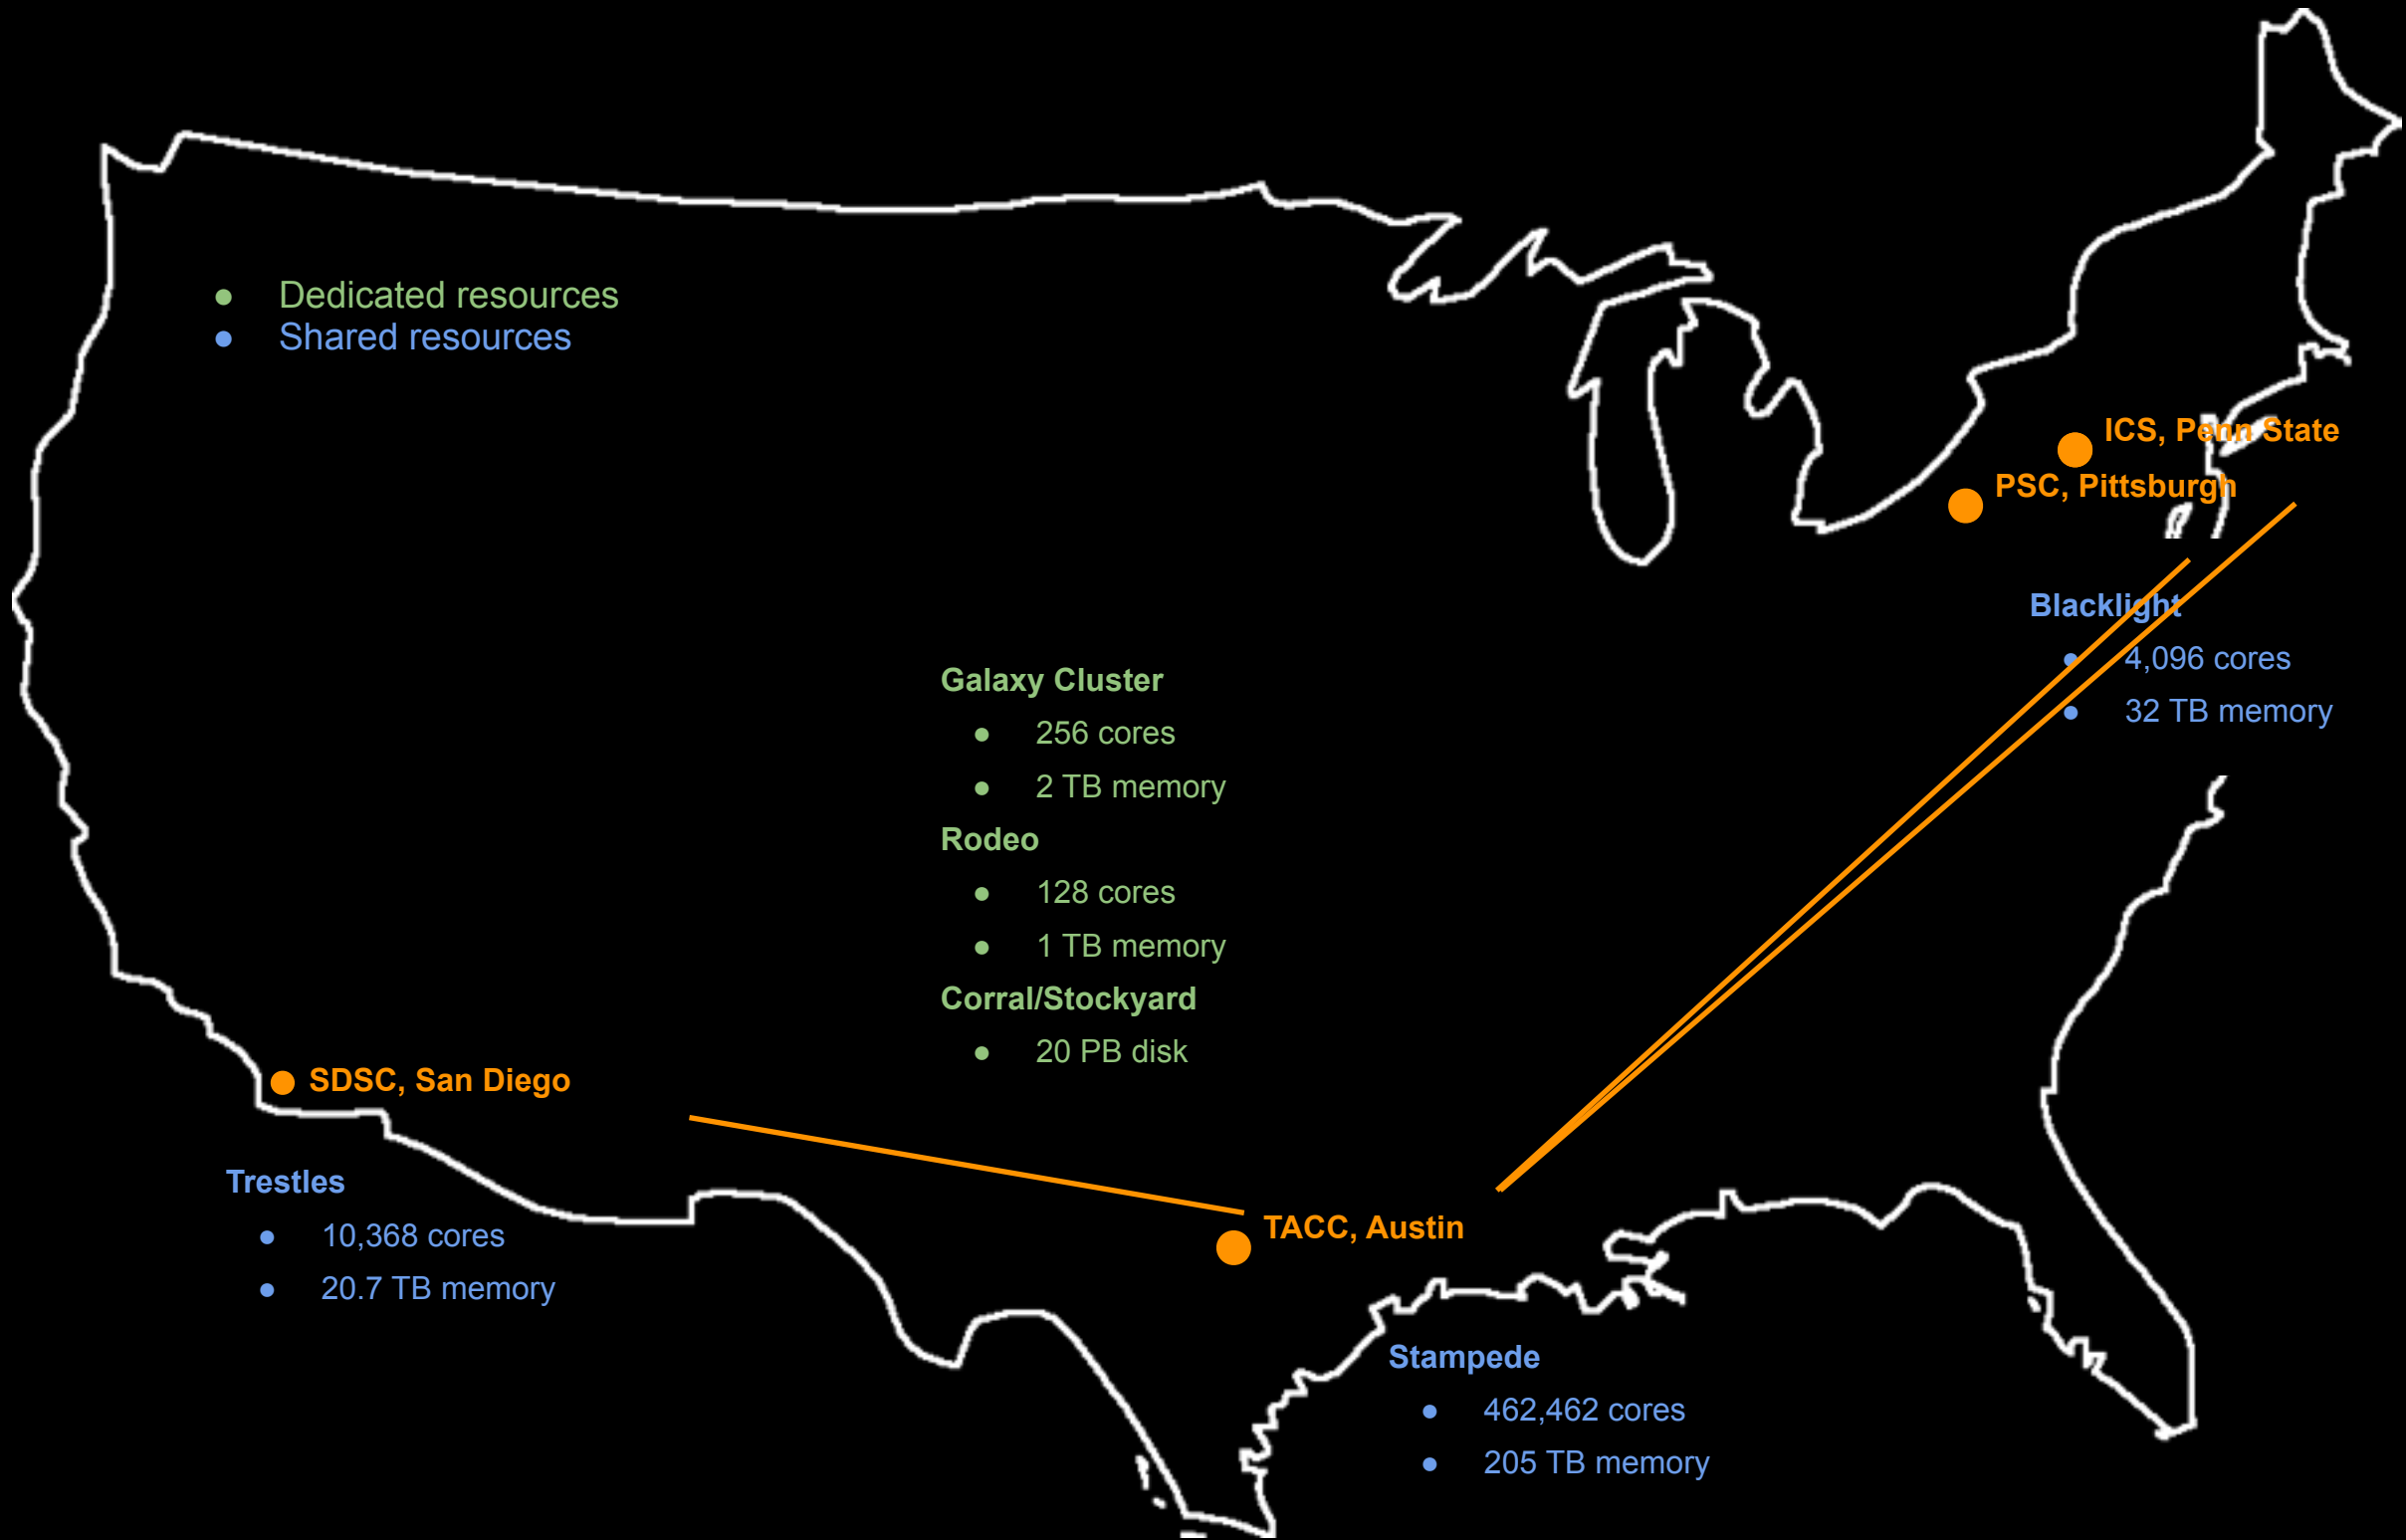 ● Dedicated resources
● Shared resources
ICS, Penn State
PSC, Pittsburgh
Blacklight
● 4,096 cores
● 32 TB memory
Galaxy Cluster
● 256 cores
● 2 TB memory
Rodeo
● 128 cores
● 1 TB memory
Corral/Stockyard
● 20 PB disk
SDSC, San Diego
Trestles
● 10,368 cores
● 20.7 TB memory
TACC, Austin
Stampede
● 462,462 cores
● 205 TB memory